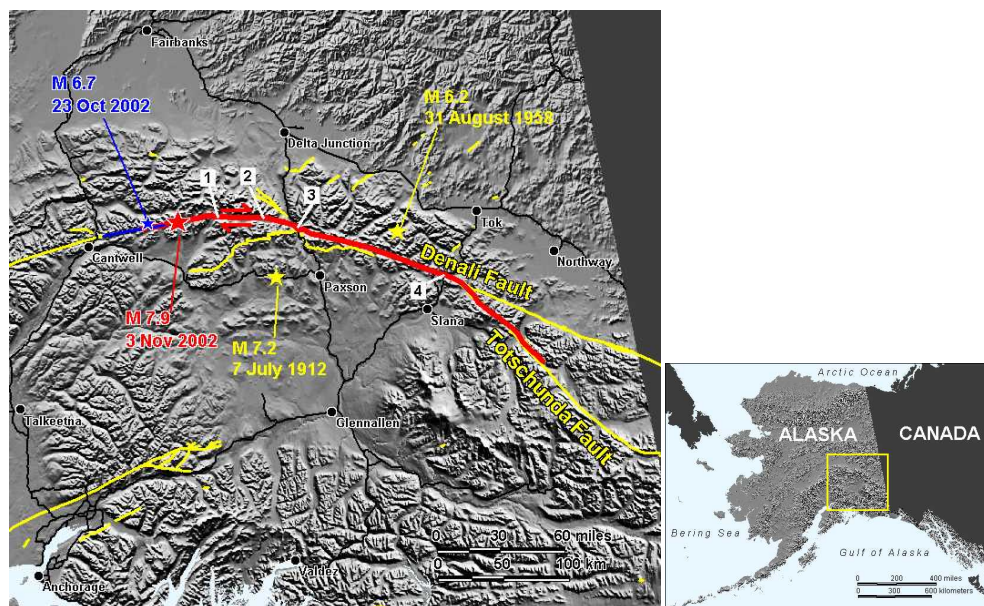 Fairbanks
M 6.7
23 Oct 2002
M 6.2
31 August 1958
Delta Junction
1
2
3
Tok
Cantwell
Denali Fault
Northway
Paxson
4
Slana
M 7.9
3 Nov 2002
M 7.2
7 July 1912
Totschunda Fault
Talkeetna
Glennallen
0 30 60 miles
0 50 100 km
Valdez
Anchorage
Arctic Ocean
ALASKA
CANADA
Bering Sea
Gulf of Alaska
0 200 400 miles
0 300 600 kilometers